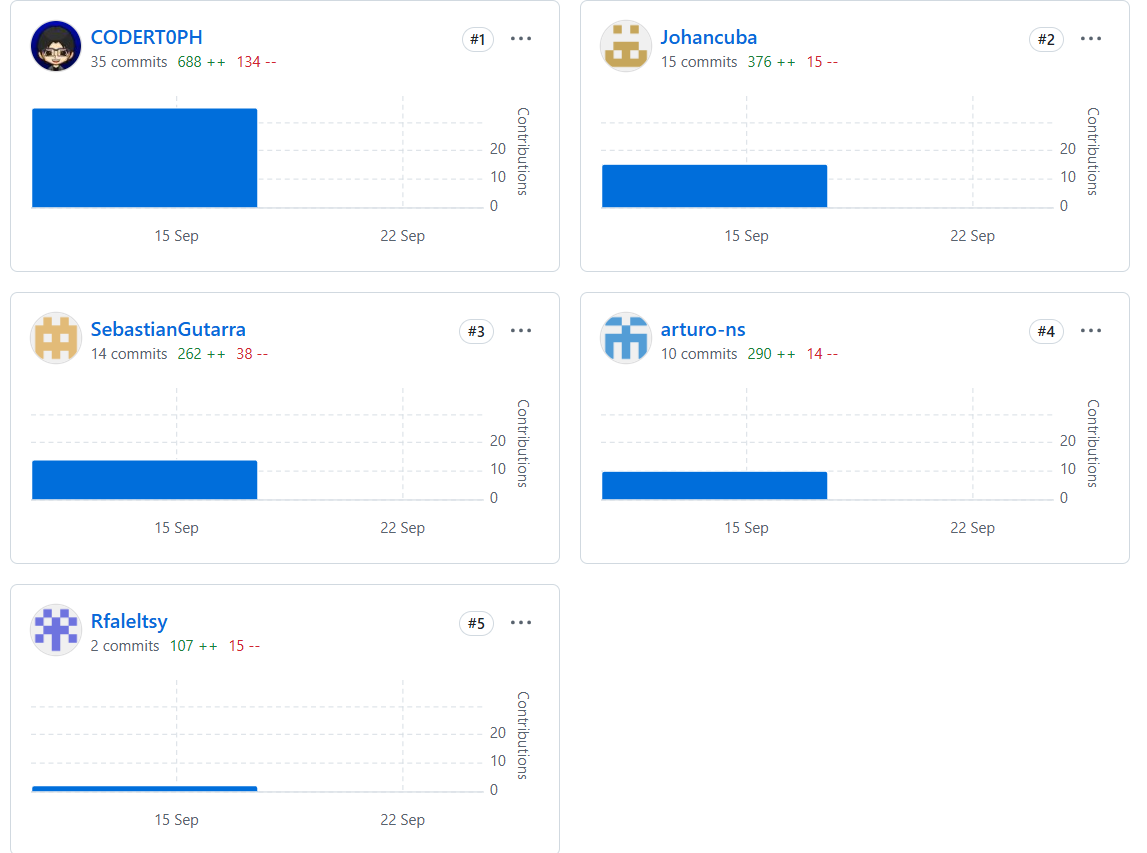 CODERT0PH
#1
35 commits 688 ++ 134 --
Contributions
20
10
0
15 Sep 22 Sep
Johancuba
#2
15 commits 376 ++ 15 --
Contributions
20
10
0
15 Sep 22 Sep
SebastianGutarra
#3
14 commits 262 ++ 38 --
Contributions
20
10
0
15 Sep 22 Sep
arturo-ns
#4
10 commits 290 ++ 14 --
Contributions
20
10
0
15 Sep 22 Sep
Rfaleltsy
#5
2 commits 107 ++ 15 --
Contributions
20
10
0
15 Sep 22 Sep